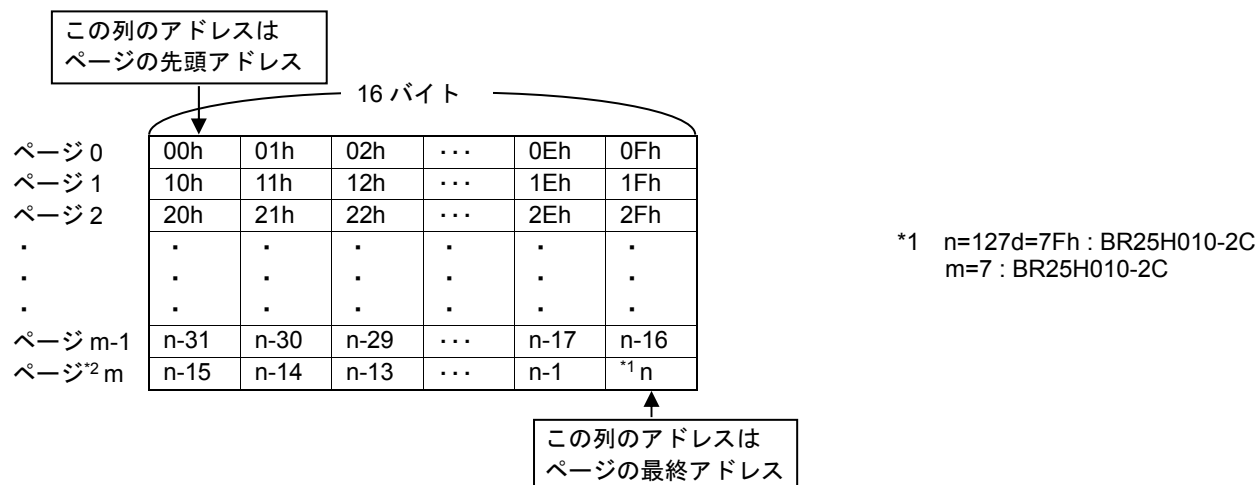 この列のアドレスは
ページの先頭アドレス
16 バイト
ページ 0 00h 01h 02h ・・・ 0Eh 0Fh
ページ 1 10h 11h 12h ・・・ 1Eh 1Fh
ページ 2 20h 21h 22h ・・・ 2Eh 2Fh
・ ・ ・ ・ ・ ・ ・
・ ・ ・ ・ ・ ・ ・
・ ・ ・ ・ ・ ・ ・
ページ m-1 n-31 n-30 n-29 ・・・ n-17 n-16
ページ*2 m n-15 n-14 n-13 ・・・ n-1 *1 n
この列のアドレスは
ページの最終アドレス
*1 n=127d=7Fh : BR25H010-2C
m=7 : BR25H010-2C